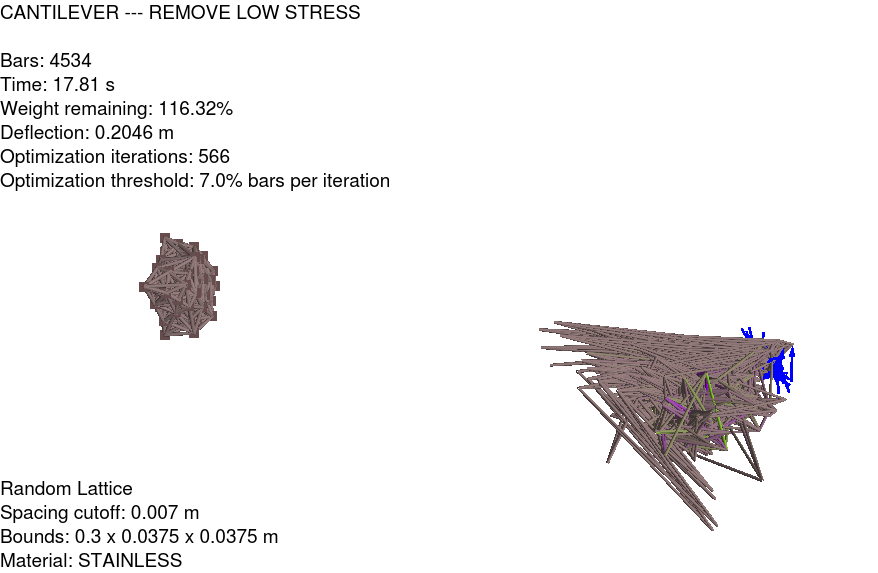 CANTILEVER --- REMOVE LOW STRESS
Bars: 4534
Time: 17.81 s
Weight remaining: 116.32%
Deflection: 0.2046 m
Optimization iterations: 566
Optimization threshold: 7.0% bars per iteration
Random Lattice
Spacing cutoff: 0.007 m
Bounds: 0.3 x 0.0375 x 0.0375 m
Material: STAINLESS